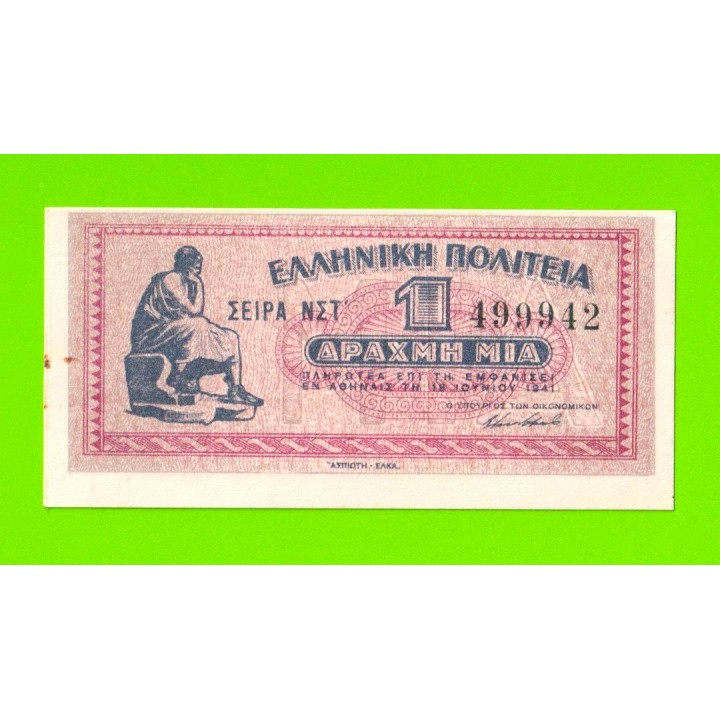 ΕΛΛΗΝΙΚΗ ΠΟΛΙΤΕΙΑ
ΣΕΙΡΑ ΝΣΤ' 1 499942
ΔΡΑΧΜΗ ΜΙΑ
ΠΛΗΡΩΤΕΑ ΕΠΙ ΤΗ ΕΜΦΑΝΙΣΕΙ
ΕΝ ΑΘΗΝΑΙΣ ΤΗ 18 ΙΟΥΝΙΟΥ 1941
Ο ΥΠΟΥΡΓΟΣ ΤΩΝ ΟΙΚΟΝΟΜΙΚΩΝ
"ΑΣΠΙΩΤΗ-ΕΛΚΑ„